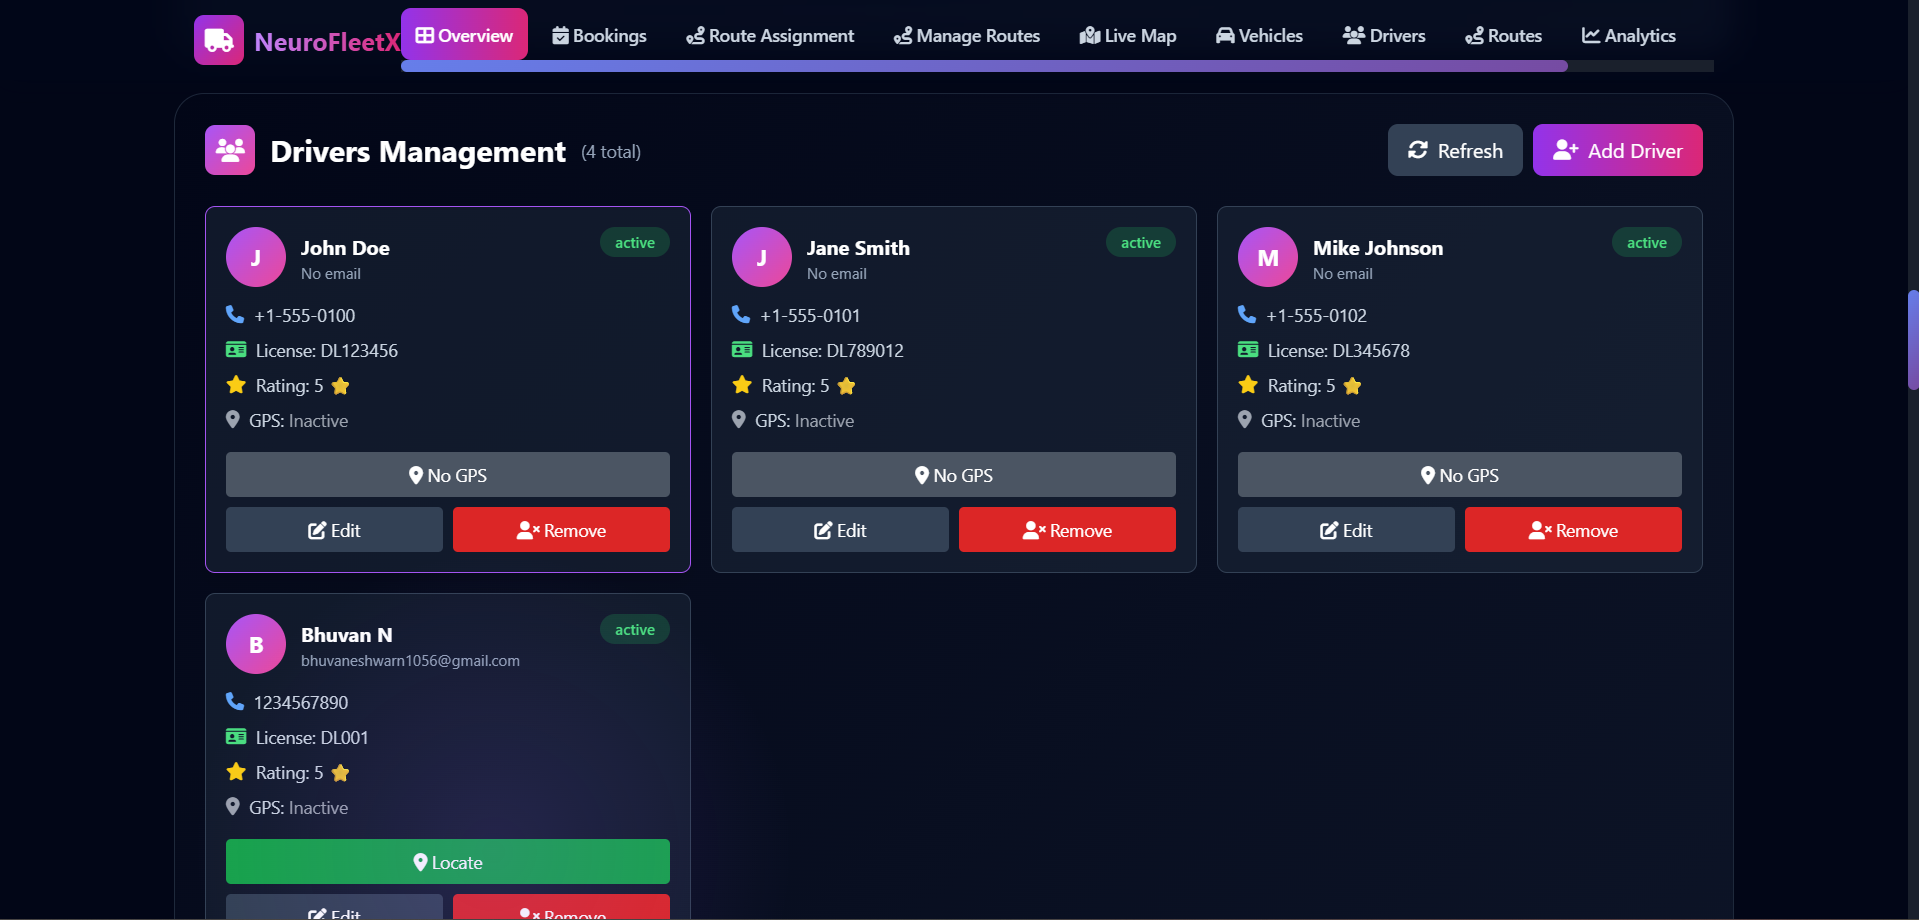 NeuroFleetX
Overview
Bookings
Route Assignment
Manage Routes
Live Map
Vehicles
Drivers
Routes
Analytics
Drivers Management (4 total)
Refresh
Add Driver
J
John Doe
No email
active
+1-555-0100
License: DL123456
Rating: 5 ⭐
GPS: Inactive
No GPS
Edit
Remove
J
Jane Smith
No email
active
+1-555-0101
License: DL789012
Rating: 5 ⭐
GPS: Inactive
No GPS
Edit
Remove
M
Mike Johnson
No email
active
+1-555-0102
License: DL345678
Rating: 5 ⭐
GPS: Inactive
No GPS
Edit
Remove
B
Bhuvan N
bhuvaneshwarn1056@gmail.com
active
1234567890
License: DL001
Rating: 5 ⭐
GPS: Inactive
Locate
Edit
Remove